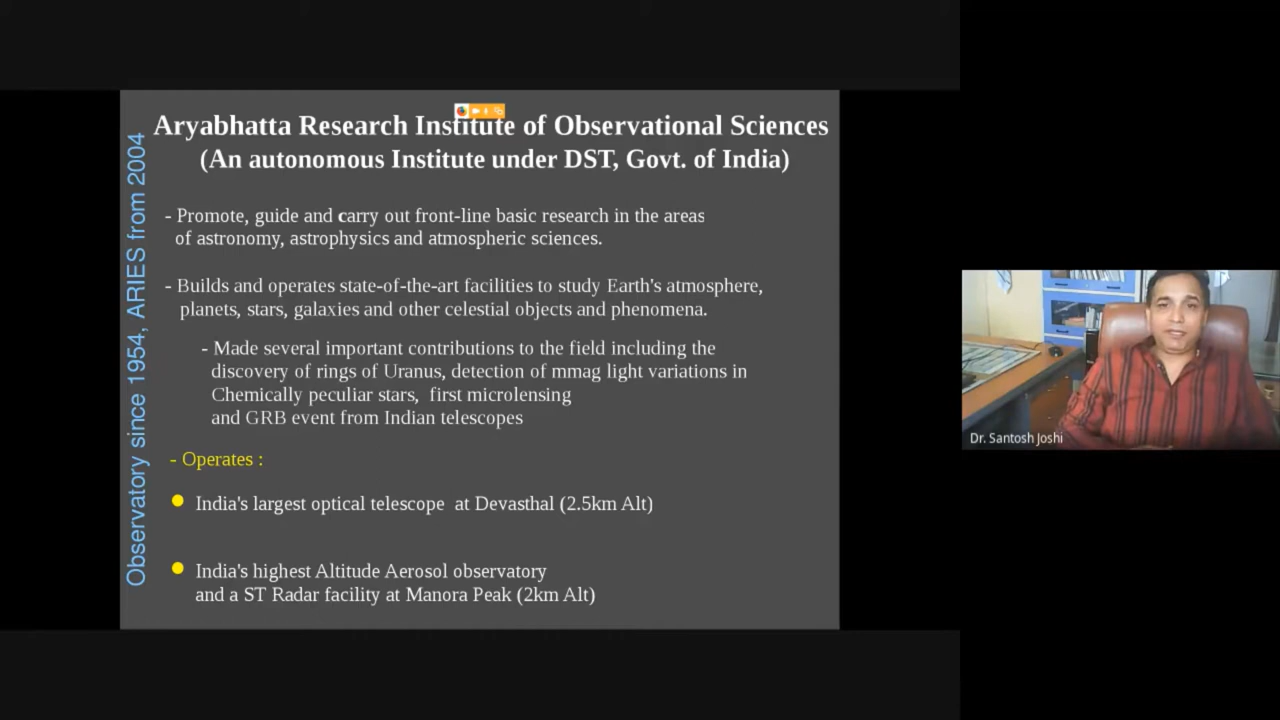 Aryabhatta Research Institute of Observational Sciences
(An autonomous Institute under DST, Govt. of India)
Observatory since 1954, ARIES from 2004
- Promote, guide and carry out front-line basic research in the areas
of astronomy, astrophysics and atmospheric sciences.
- Builds and operates state-of-the-art facilities to study Earth's atmosphere,
planets, stars, galaxies and other celestial objects and phenomena.
- Made several important contributions to the field including the
discovery of rings of Uranus, detection of mmag light variations in
Chemically peculiar stars, first microlensing
and GRB event from Indian telescopes
- Operates :
India's largest optical telescope at Devasthal (2.5km Alt)
India's highest Altitude Aerosol observatory
and a ST Radar facility at Manora Peak (2km Alt)
Dr. Santosh Joshi